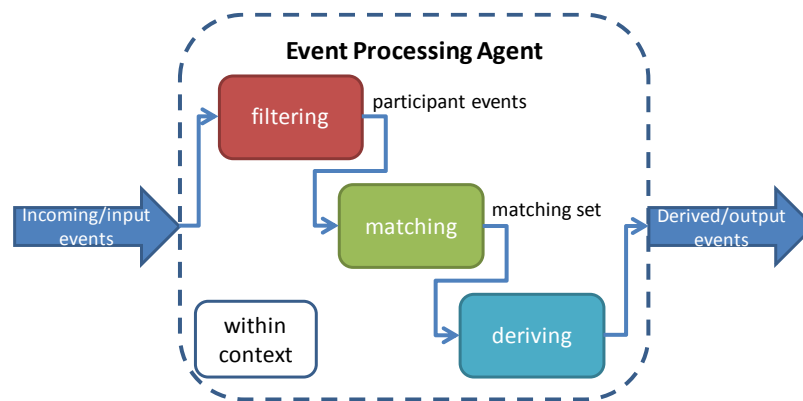 Event Processing Agent
filtering
participant events
Incoming/input
events
matching
matching set
Derived/output
events
within
context
deriving